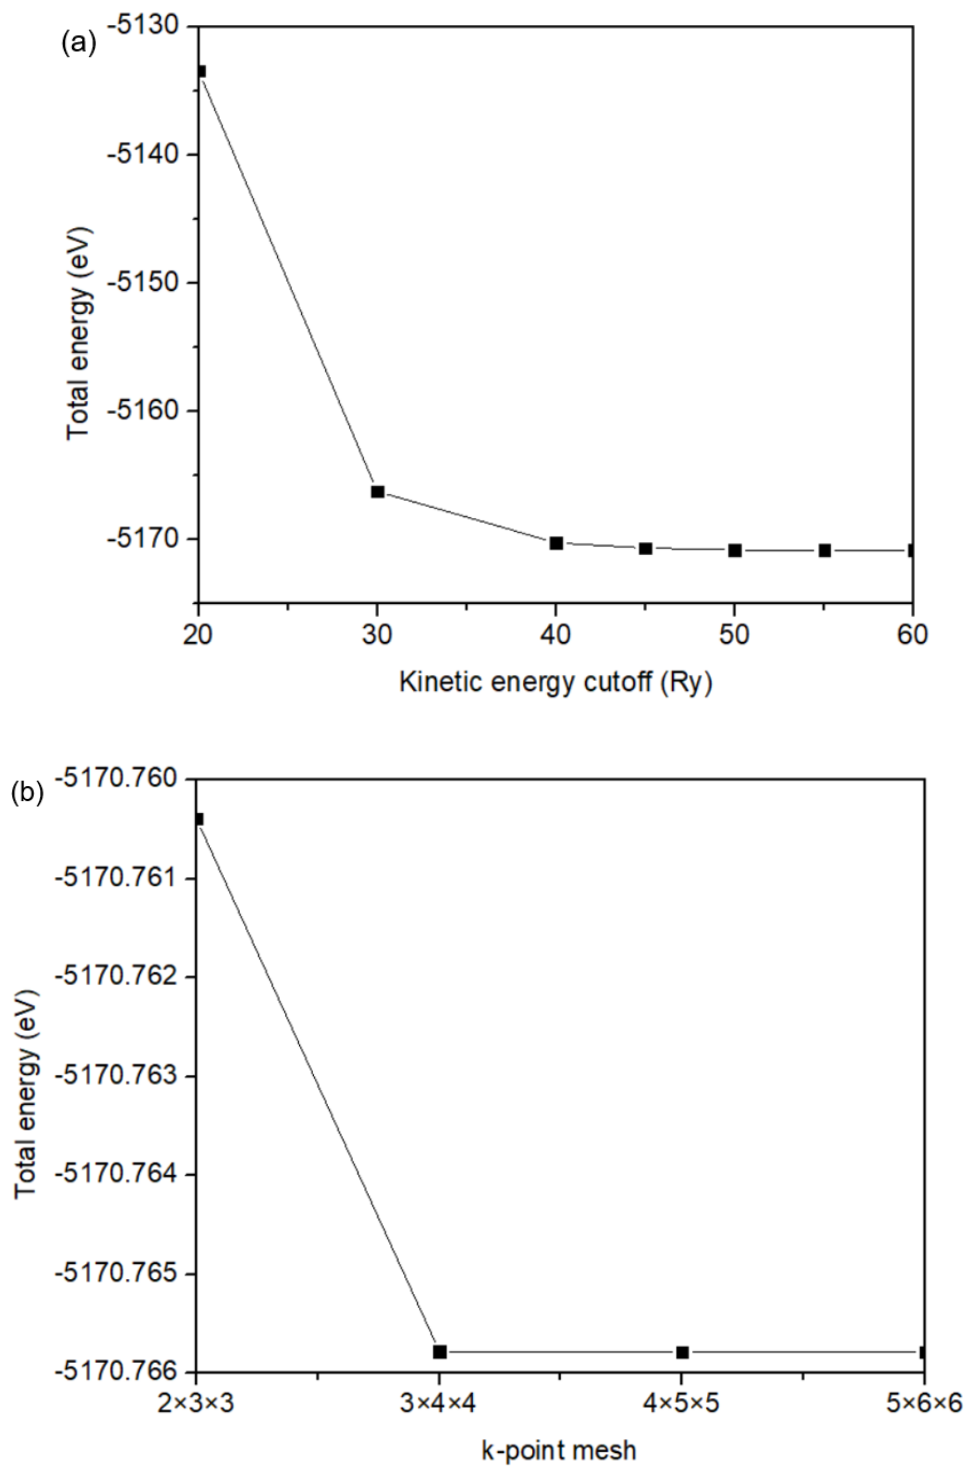 (a)
-5130
-5140
-5150
-5160
-5170
Total energy (eV)
20 30 40 50 60
Kinetic energy cutoff (Ry)
(b)
-5170.760
-5170.761
-5170.762
-5170.763
-5170.764
-5170.765
-5170.766
Total energy (eV)
2×3×3 3×4×4 4×5×5 5×6×6
k-point mesh